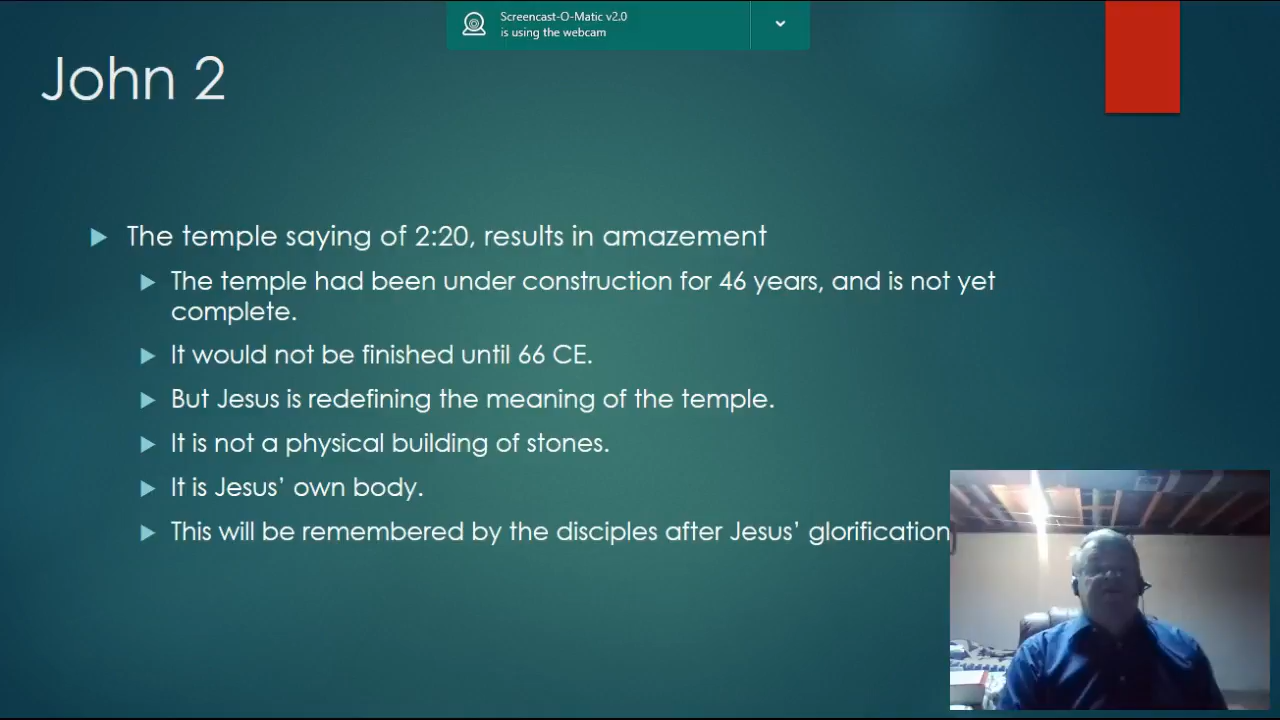 Screencast-O-Matic v2.0
is using the webcam
John 2
The temple saying of 2:20, results in amazement
The temple had been under construction for 46 years, and is not yet
complete.
It would not be finished until 66 CE.
But Jesus is redefining the meaning of the temple.
It is not a physical building of stones.
It is Jesus’ own body.
This will be remembered by the disciples after Jesus’ glorification